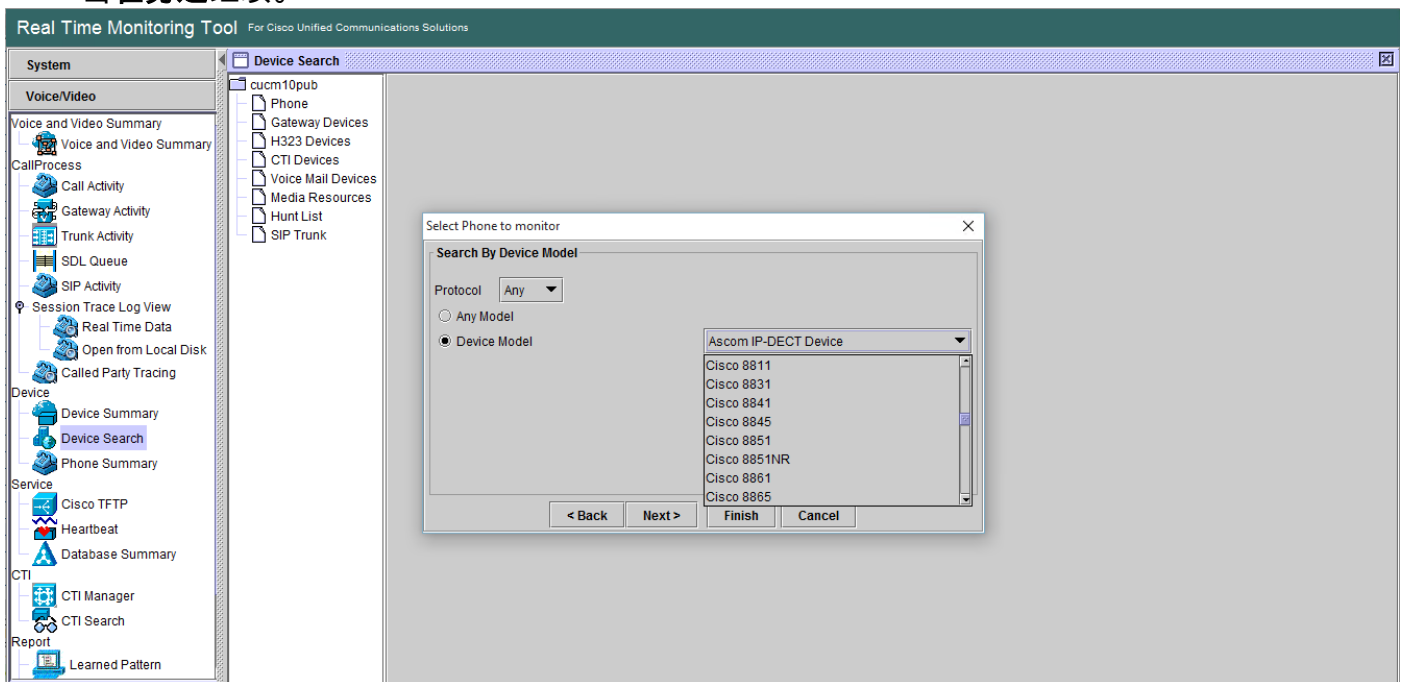 Real Time Monitoring Tool For Cisco Unified Communications Solutions
System
Voice/Video
Voice and Video Summary
Voice and Video Summary
CallProcess
Call Activity
Gateway Activity
Trunk Activity
SDL Queue
SIP Activity
Session Trace Log View
Real Time Data
Open from Local Disk
Called Party Tracing
Device
Device Summary
Device Search
Phone Summary
Service
Cisco TFTP
Heartbeat
Database Summary
CTI
CTI Manager
CTI Search
Report
Learned Pattern
Device Search
cucm10pub
Phone
Gateway Devices
H323 Devices
CTI Devices
Voice Mail Devices
Media Resources
Hunt List
SIP Trunk
Select Phone to monitor
Search By Device Model
Protocol Any
Any Model
Device Model Ascom IP-DECT Device
Cisco 8811
Cisco 8831
Cisco 8841
Cisco 8845
Cisco 8851
Cisco 8851NR
Cisco 8861
Cisco 8865
< Back Next > Finish Cancel